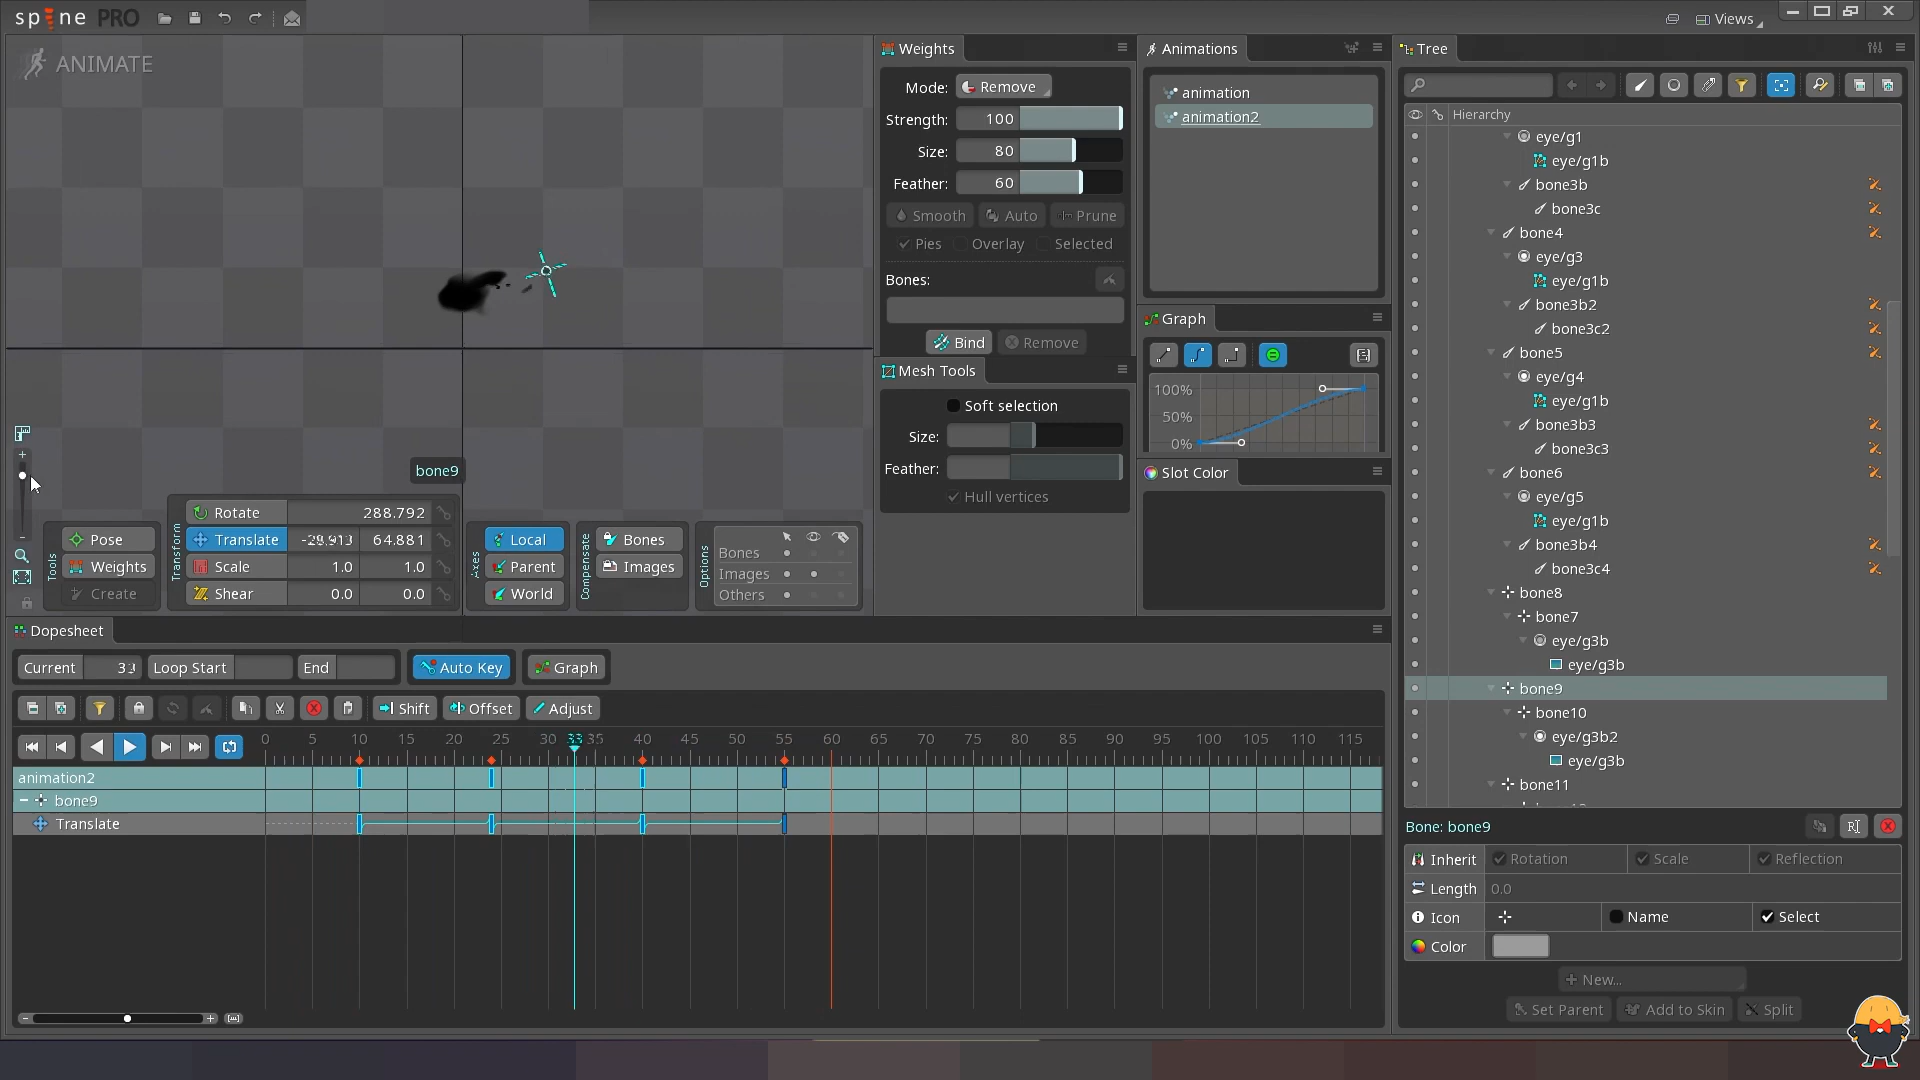 spine PRO
Views
ANIMATE
bone9
Tools
Pose
Weights
Create
Transform
Rotate 288.792
Translate 64.881
Scale 1.0 1.0
Shear 0.0 0.0
Axes
Local
Parent
World
Compensate
Bones
Images
Options
Bones
Images
Others
Weights
Mode: Remove
Strength: 100
Size: 80
Feather: 60
Smooth Auto Prune
Pies Overlay Selected
Bones:
Bind Remove
Mesh Tools
Soft selection
Size:
Feather:
Hull vertices
Animations
animation
animation2
Graph
100%
50%
0%
Slot Color
Tree
Hierarchy
eye/g1
eye/g1b
bone3b
bone3c
bone4
eye/g3
eye/g1b
bone3b2
bone3c2
bone5
eye/g4
eye/g1b
bone3b3
bone3c3
bone6
eye/g5
eye/g1b
bone3b4
bone3c4
bone8
bone7
eye/g3b
eye/g3b
bone9
bone10
eye/g3b2
eye/g3b
bone11
Bone: bone9
Inherit Rotation Scale Reflection
Length 0.0
Icon Name Select
Color
+ New...
Set Parent Add to Skin Split
Dopesheet
Current Loop Start End Auto Key Graph
Shift Offset Adjust
0 5 10 15 20 25 30 33 35 40 45 50 55 60 65 70 75 80 85 90 95 100 105 110 115
animation2
bone9
Translate